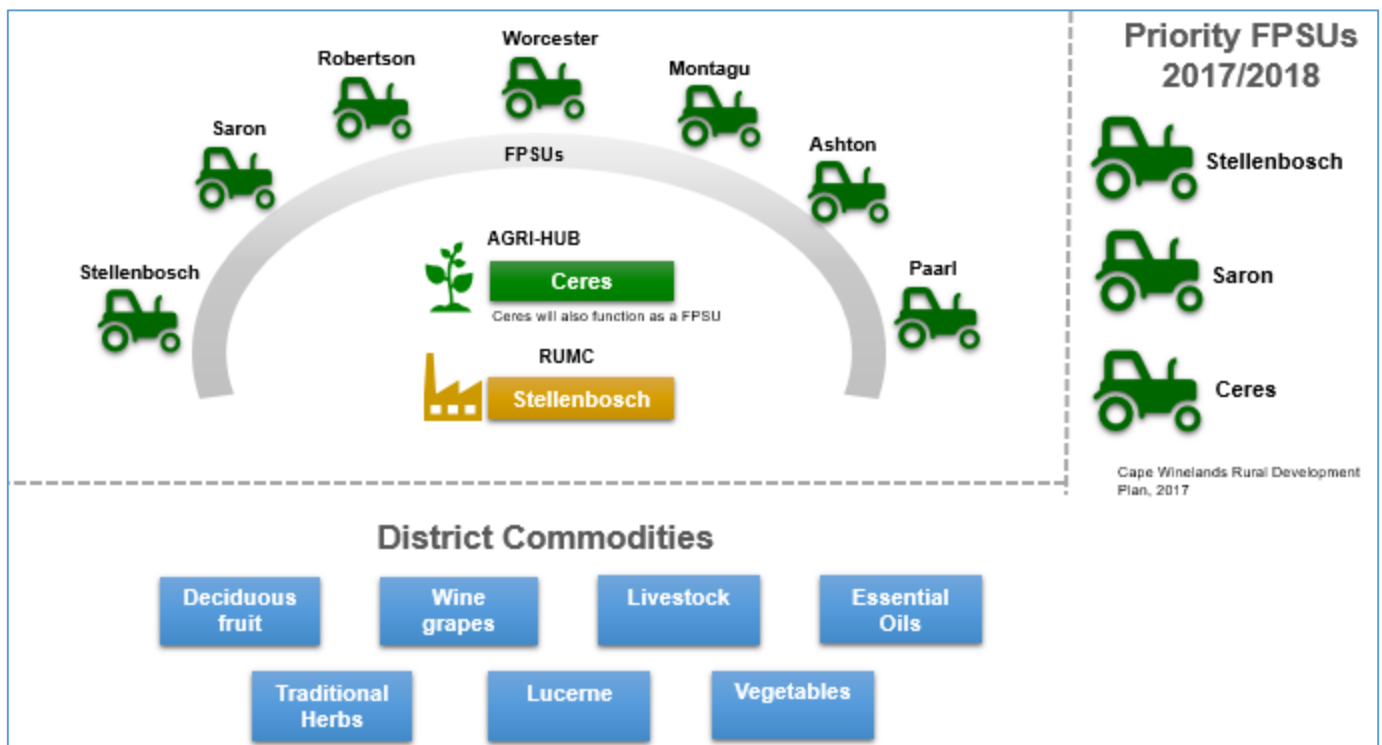 Worcester
Robertson
Montagu
Saron
Ashton
FPSUs
Stellenbosch
Paarl
AGRI-HUB
Ceres
Ceres will also function as a FPSU
RUMC
Stellenbosch
Priority FPSUs
2017/2018
Stellenbosch
Saron
Ceres
Cape Winelands Rural Development
Plan, 2017
District Commodities
Deciduous
fruit
Wine
grapes
Livestock
Essential
Oils
Traditional
Herbs
Lucerne
Vegetables